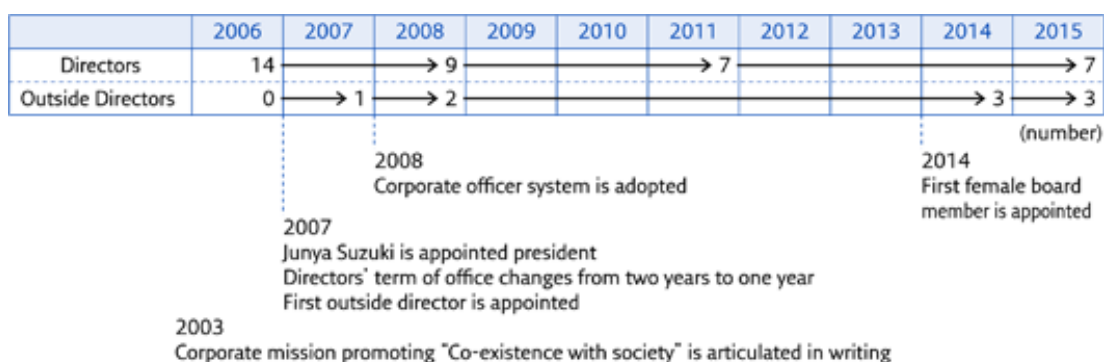 2006 2007 2008 2009 2010 2011 2012 2013 2014 2015
Directors 14 9 7 7
Outside Directors 0 1 2 3 3
(number)
2008
Corporate officer system is adopted
2014
First female board
member is appointed
2007
Junya Suzuki is appointed president
Directors' term of office changes from two years to one year
First outside director is appointed
2003
Corporate mission promoting "Co-existence with society" is articulated in writing